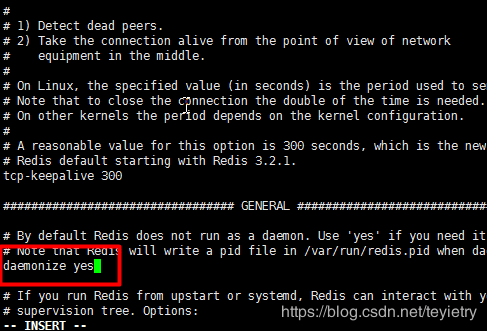 #
# 1) Detect dead peers.
# 2) Take the connection alive from the point of view of network
#    equipment in the middle.
#
# On Linux, the specified value (in seconds) is the period used to se
# Note that to close the connection the double of the time is needed.
# On other kernels the period depends on the kernel configuration.
#
# A reasonable value for this option is 300 seconds, which is the new
# Redis default starting with Redis 3.2.1.
tcp-keepalive 300
################################# GENERAL #############################
# By default Redis does not run as a daemon. Use 'yes' if you need it
# Note that Redis will write a pid file in /var/run/redis.pid when da
daemonize yes
# If you run Redis from upstart or systemd, Redis can interact with y
# supervision tree. Options:
-- INSERT --
https://blog.csdn.net/teyietry